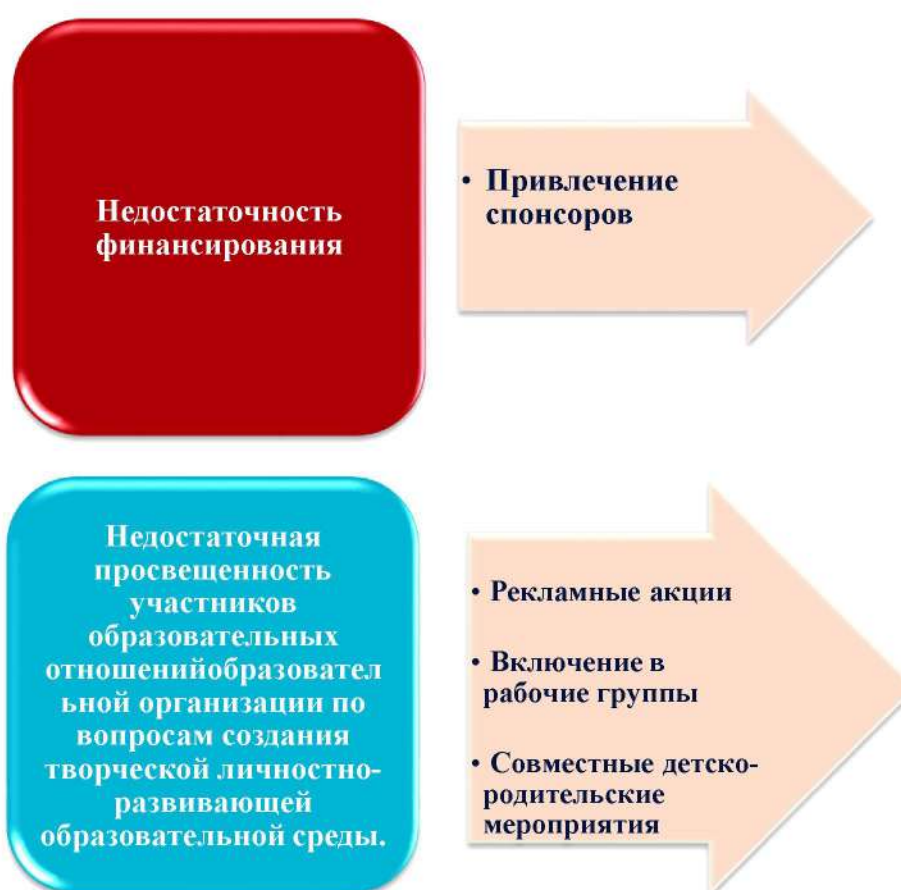 Недостаточность
финансирования
• Привлечение
спонсоров
Недостаточная
просвещенность
участников
образовательных
отношенийобразовател
ьной организации по
вопросам создания
творческой личностно-
развивающей
образовательной среды.
• Рекламные акции
• Включение в
рабочие группы
• Совместные детско-
родительские
мероприятия